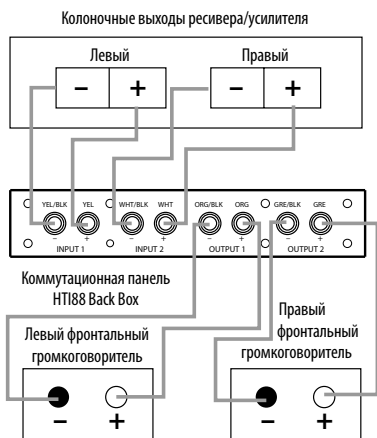 Колоночные выходы ресивера/усилителя
Левый Правый
– + – +
YEL/BLK YEL WHT/BLK WHT ORG/BLK ORG GRE/BLK GRE
– + – + – + – +
INPUT 1 INPUT 2 OUTPUT 1 OUTPUT 2
Коммутационная панель
HTI88 Back Box
Левый фронтальный
громкоговоритель
Правый
фронтальный
громкоговоритель
– + – +